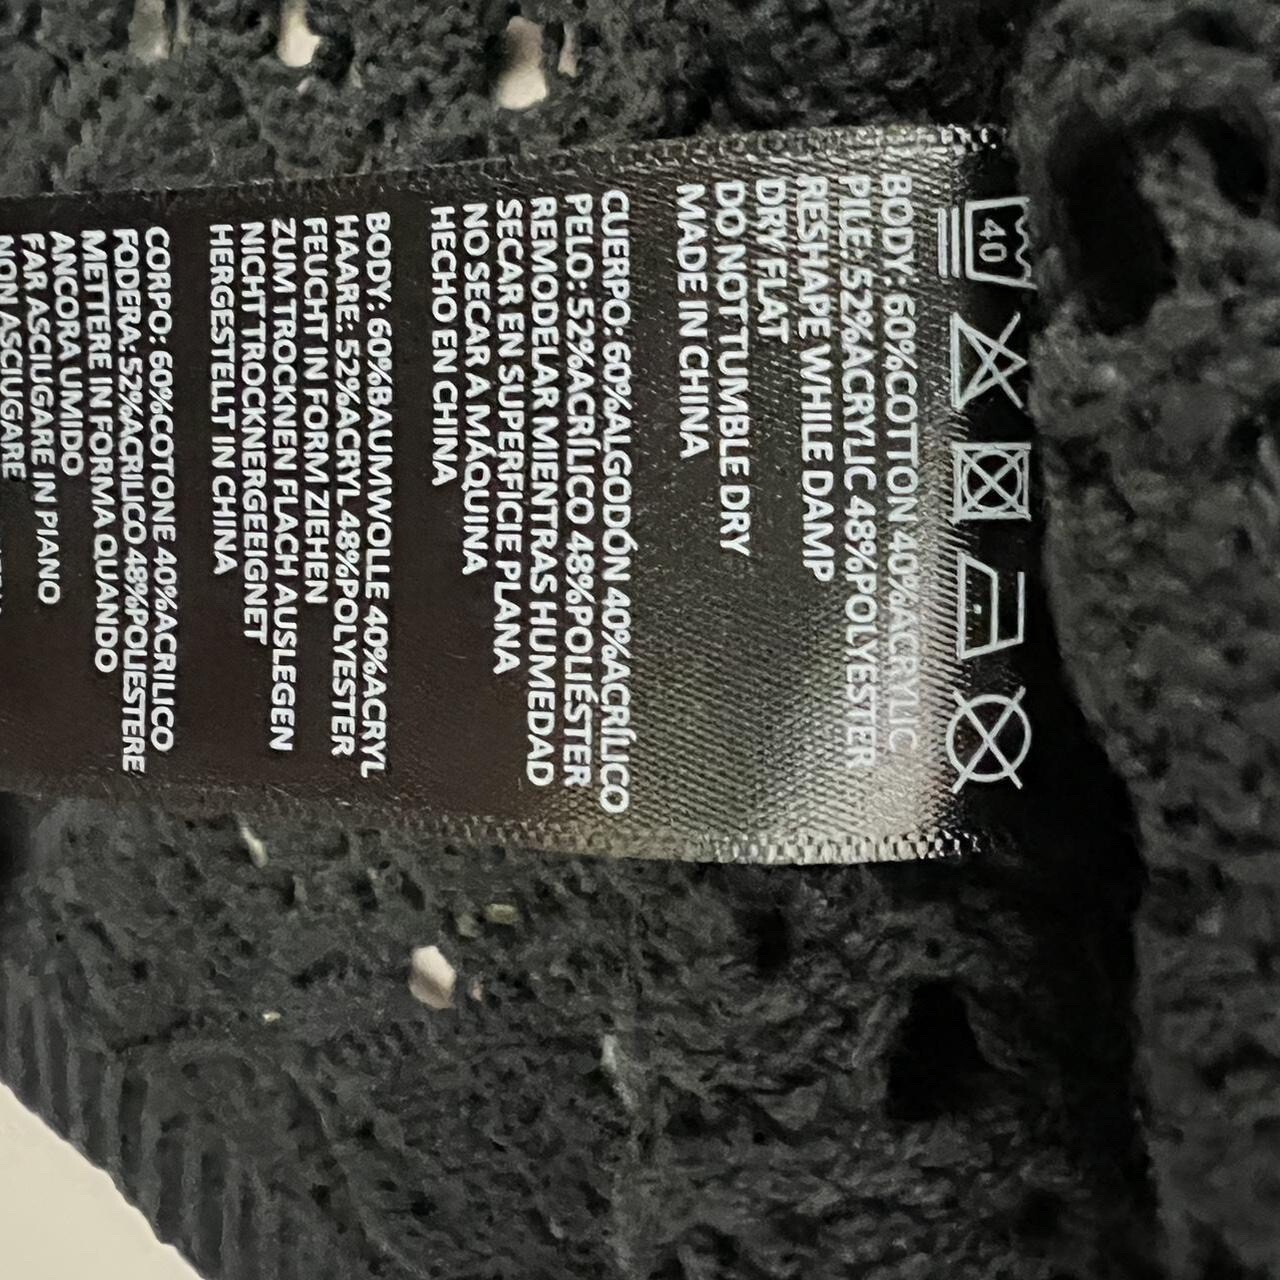 40
BODY: 60%COTTON 40%ACRYLIC
PILE: 52%ACRYLIC 48%POLYESTER
RESHAPE WHILE DAMP
DRY FLAT
DO NOT TUMBLE DRY
MADE IN CHINA
CUERPO: 60%ALGODÓN 40%ACRÍLICO
PELO: 52%ACRÍLICO 48%POLIÉSTER
REMODELAR MIENTRAS HUMEDAD
SECAR EN SUPERFICIE PLANA
NO SECAR A MÁQUINA
HECHO EN CHINA
BODY: 60%BAUMWOLLE 40%ACRYL
HAARE: 52%ACRYL 48%POLYESTER
FEUCHT IN FORM ZIEHEN
ZUM TROCKNEN FLACH AUSLEGEN
NICHT TROCKNERGEEIGNET
HERGESTELLT IN CHINA
CORPO: 60%COTONE 40%ACRILICO
FODERA: 52%ACRILICO 48%POLIESTERE
METTERE IN FORMA QUANDO
ANCORA UMIDO
FAR ASCIUGARE IN PIANO
NON ASCIUGARE